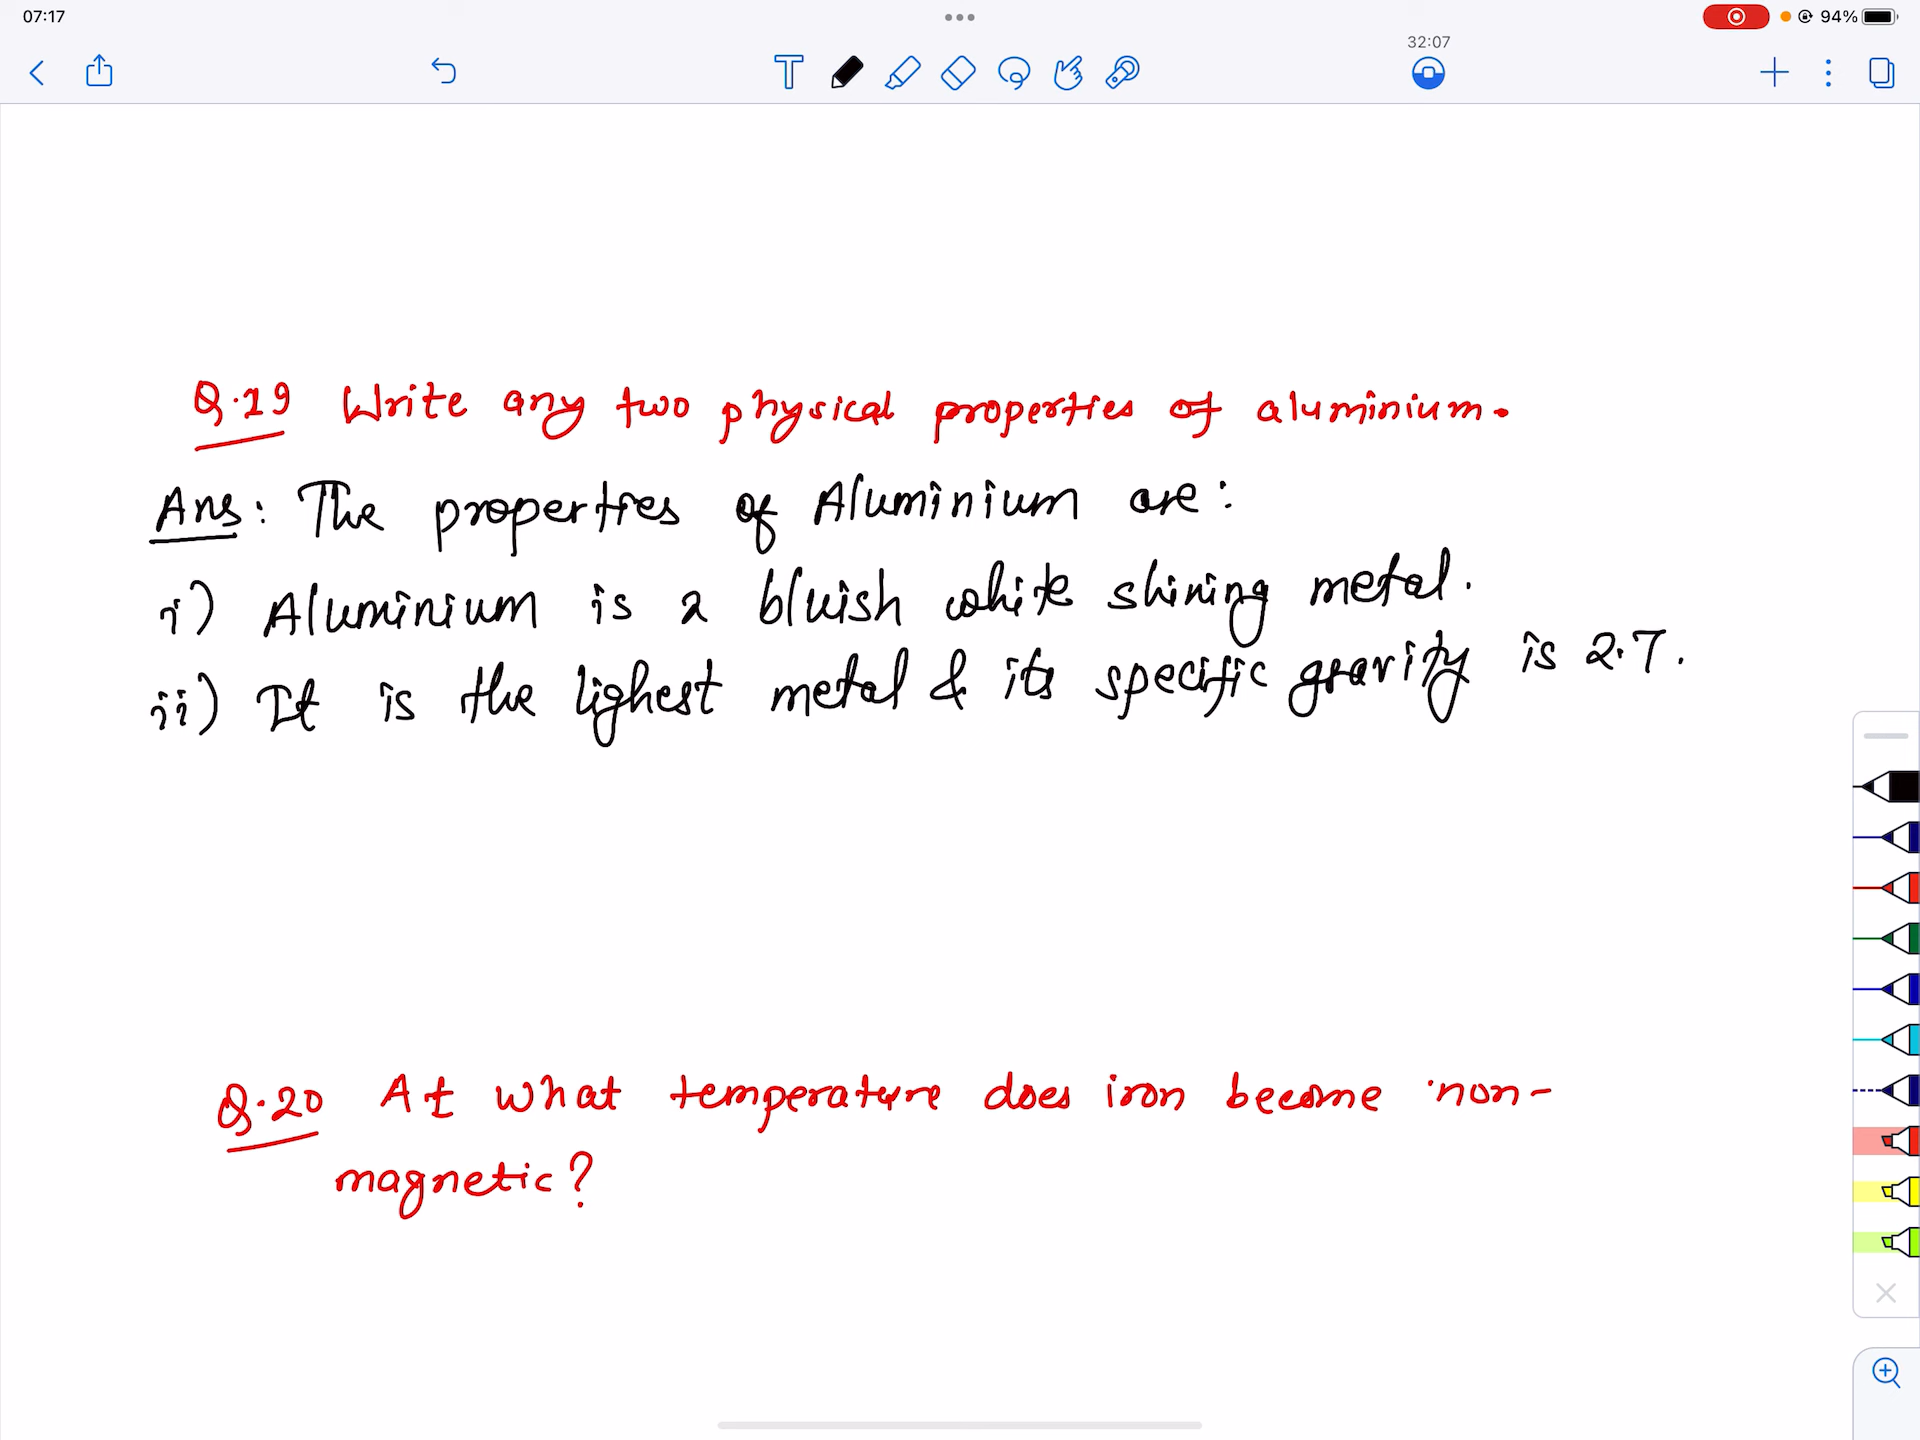 07:17
94%
32:07
Q.19 Write any two physical properties of aluminium.
Ans: The properties of Aluminium are:
i) Aluminium is a bluish white shining metal.
ii) It is the lighest metal & its specific gravity is 2.7.
Q.20 At what temperature does iron become non-
magnetic?